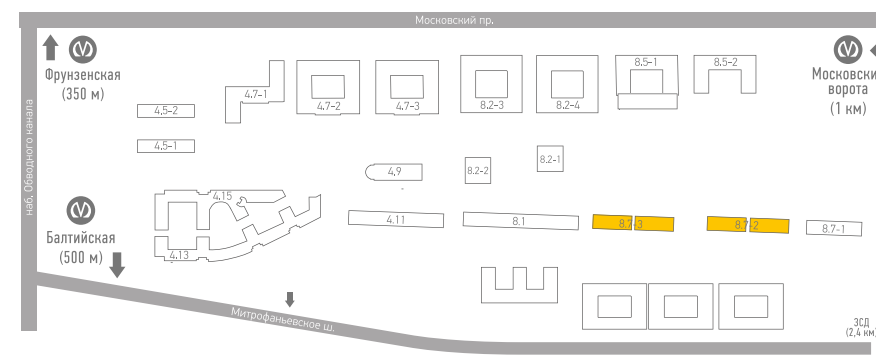 Московский пр.
Фрунзенская
(350 м)
наб. Обводного канала
Балтийская
(500 м)
4.5-2
4.5-1
4.7-1
4.7-2
4.7-3
8.2-3
8.2-4
8.5-1
8.5-2
Московски
ворота
(1 км)
4.9
8.2-2
8.2-1
4.15
4.13
4.11
8.1
8.7-3
8.7-2
8.7-1
Митрофаньевское ш.
ЗСД
(2,4 км)